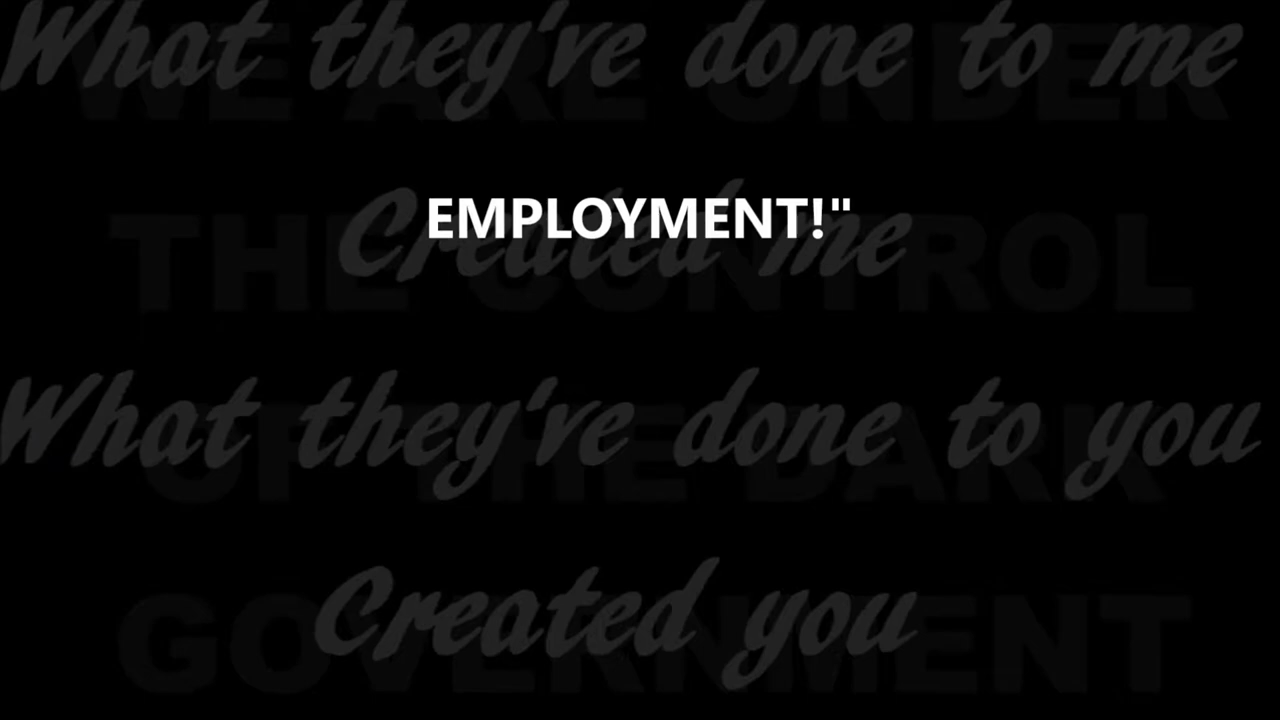 What they've done to me
WE ARE UNDER
EMPLOYMENT!"
Created me
THE CONTROL
What they've done to you
OF THE DARK
Created you
GOVERNMENT